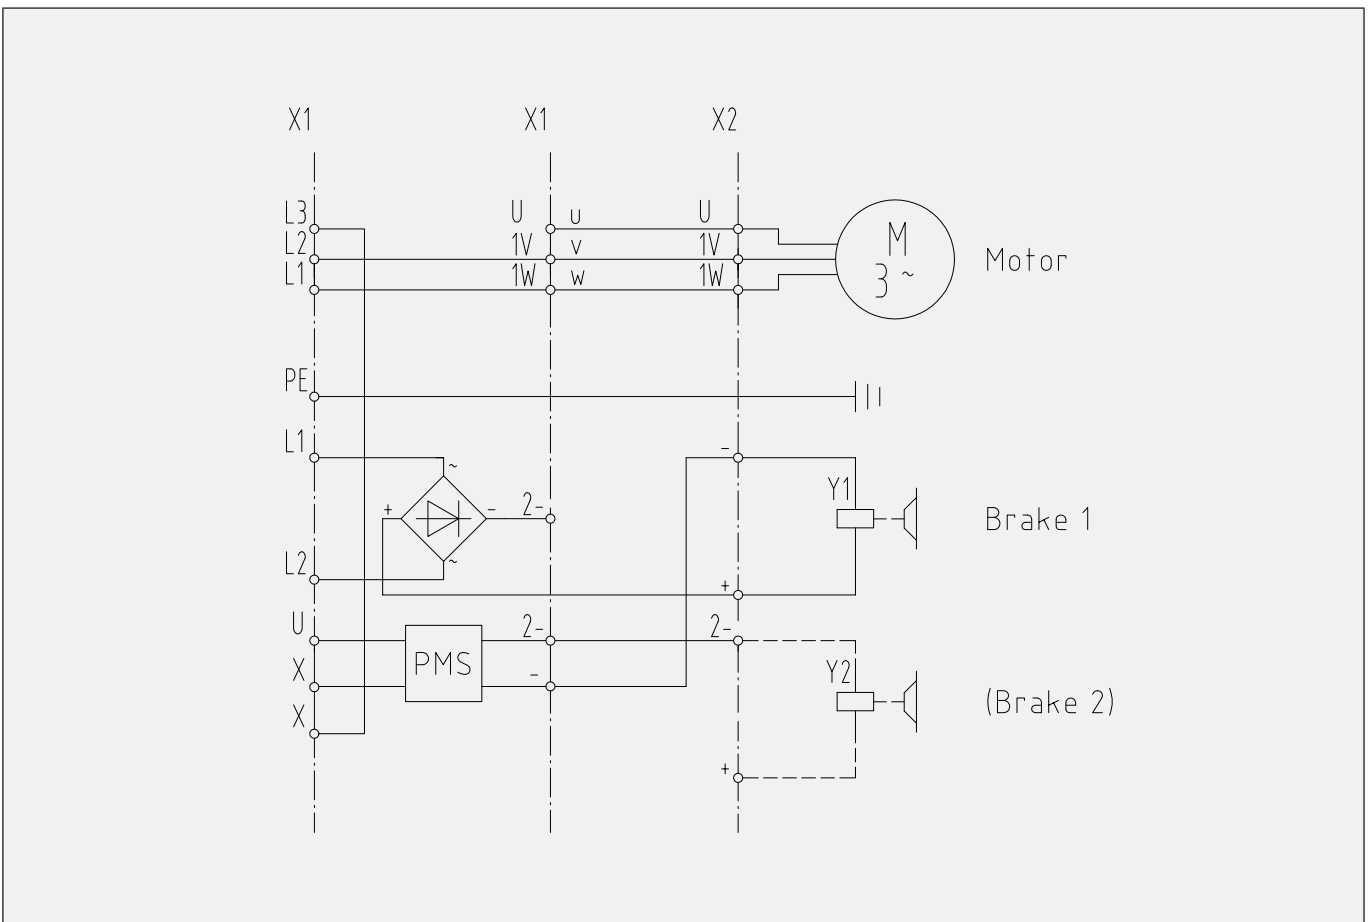 X1 X1 X2
L3 U u U
L2 1V v 1V
L1 1W w 1W
M
3 ~
Motor
PE
L1 -
~
Y1
+ - 2-
Brake 1
L2 ~
+
U 2- 2-
PMS
X -
Y2
(Brake 2)
X
+